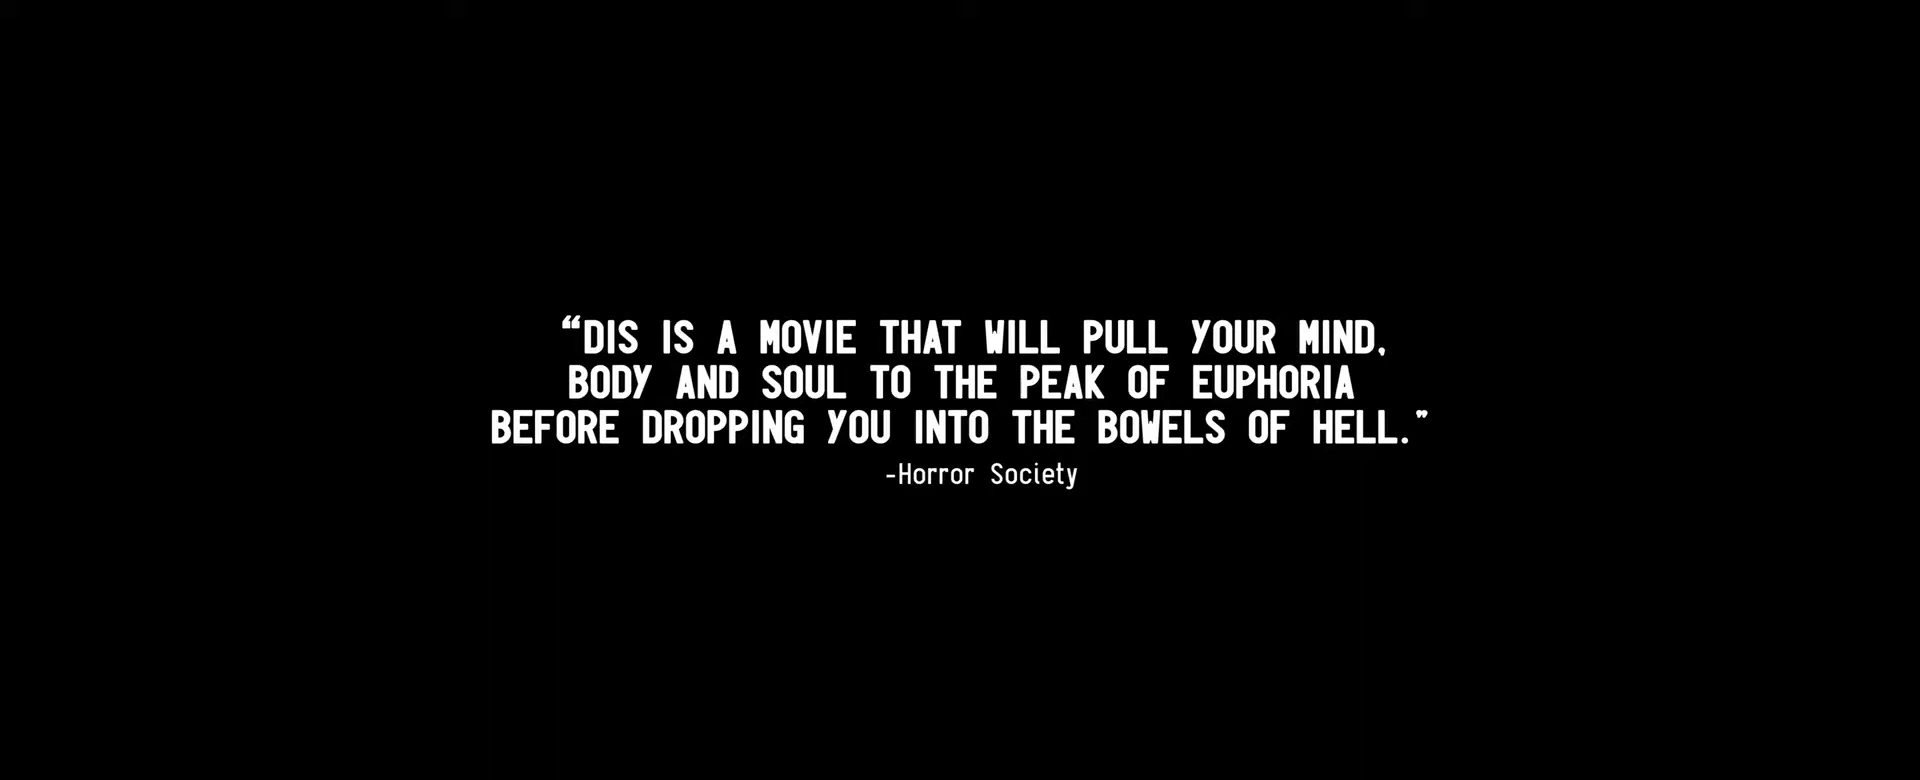 “DIS IS A MOVIE THAT WILL PULL YOUR MIND,
BODY AND SOUL TO THE PEAK OF EUPHORIA
BEFORE DROPPING YOU INTO THE BOWELS OF HELL.”
-Horror Society